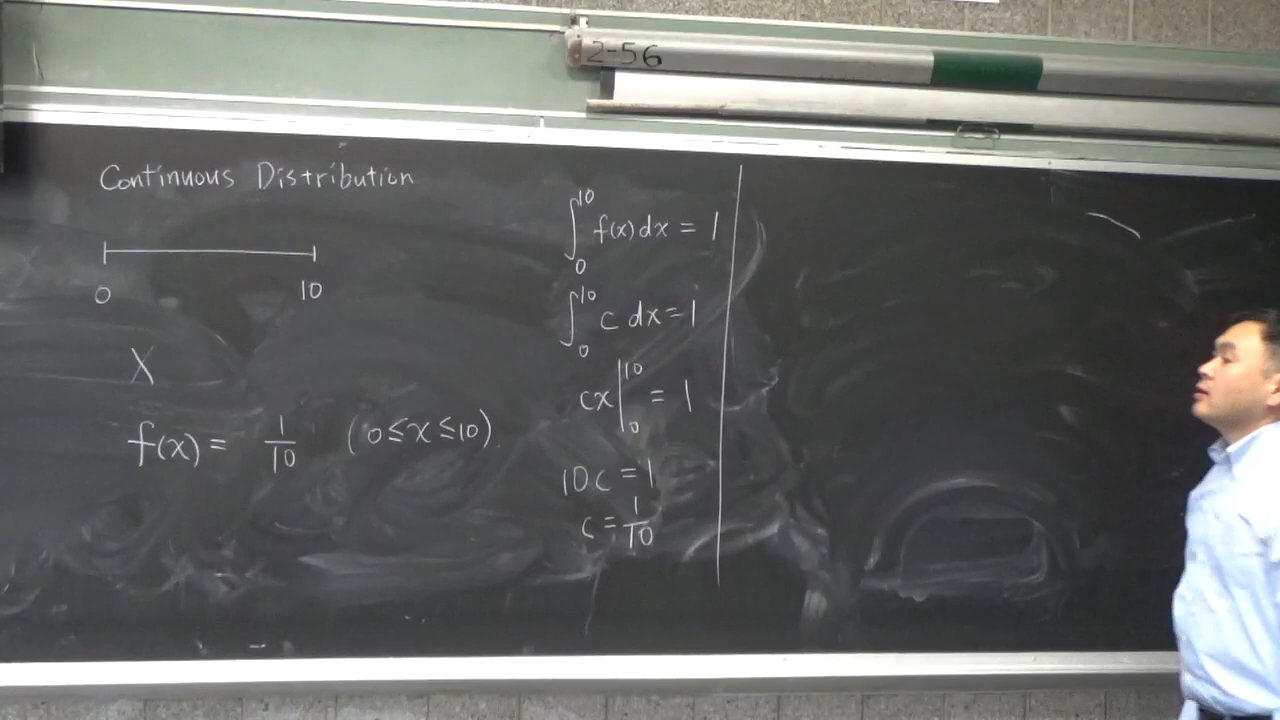 2-56
Continuous Distribution
0 10
X
f(x) = 1/10 (0 ≤ x ≤ 10).
∫₀¹⁰ f(x) dx = 1
∫₀¹⁰ c dx = 1
cx|₀¹⁰ = 1
10c = 1
c = 1/10